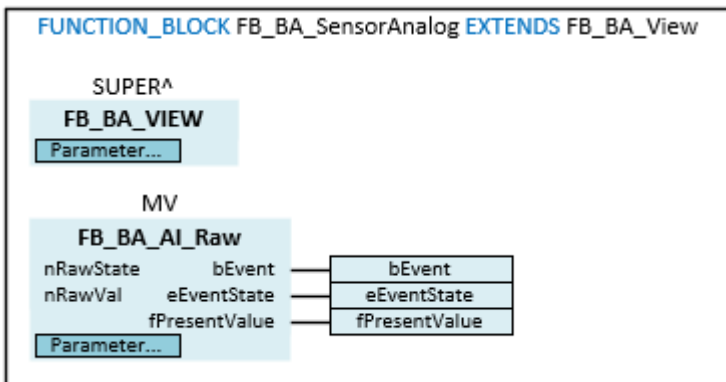 FUNCTION_BLOCK FB_BA_SensorAnalog EXTENDS FB_BA_View
SUPER^
FB_BA_VIEW
Parameter...
MV
FB_BA_AI_Raw
nRawState bEvent bEvent
nRawVal eEventState eEventState
fPresentValue fPresentValue
Parameter...